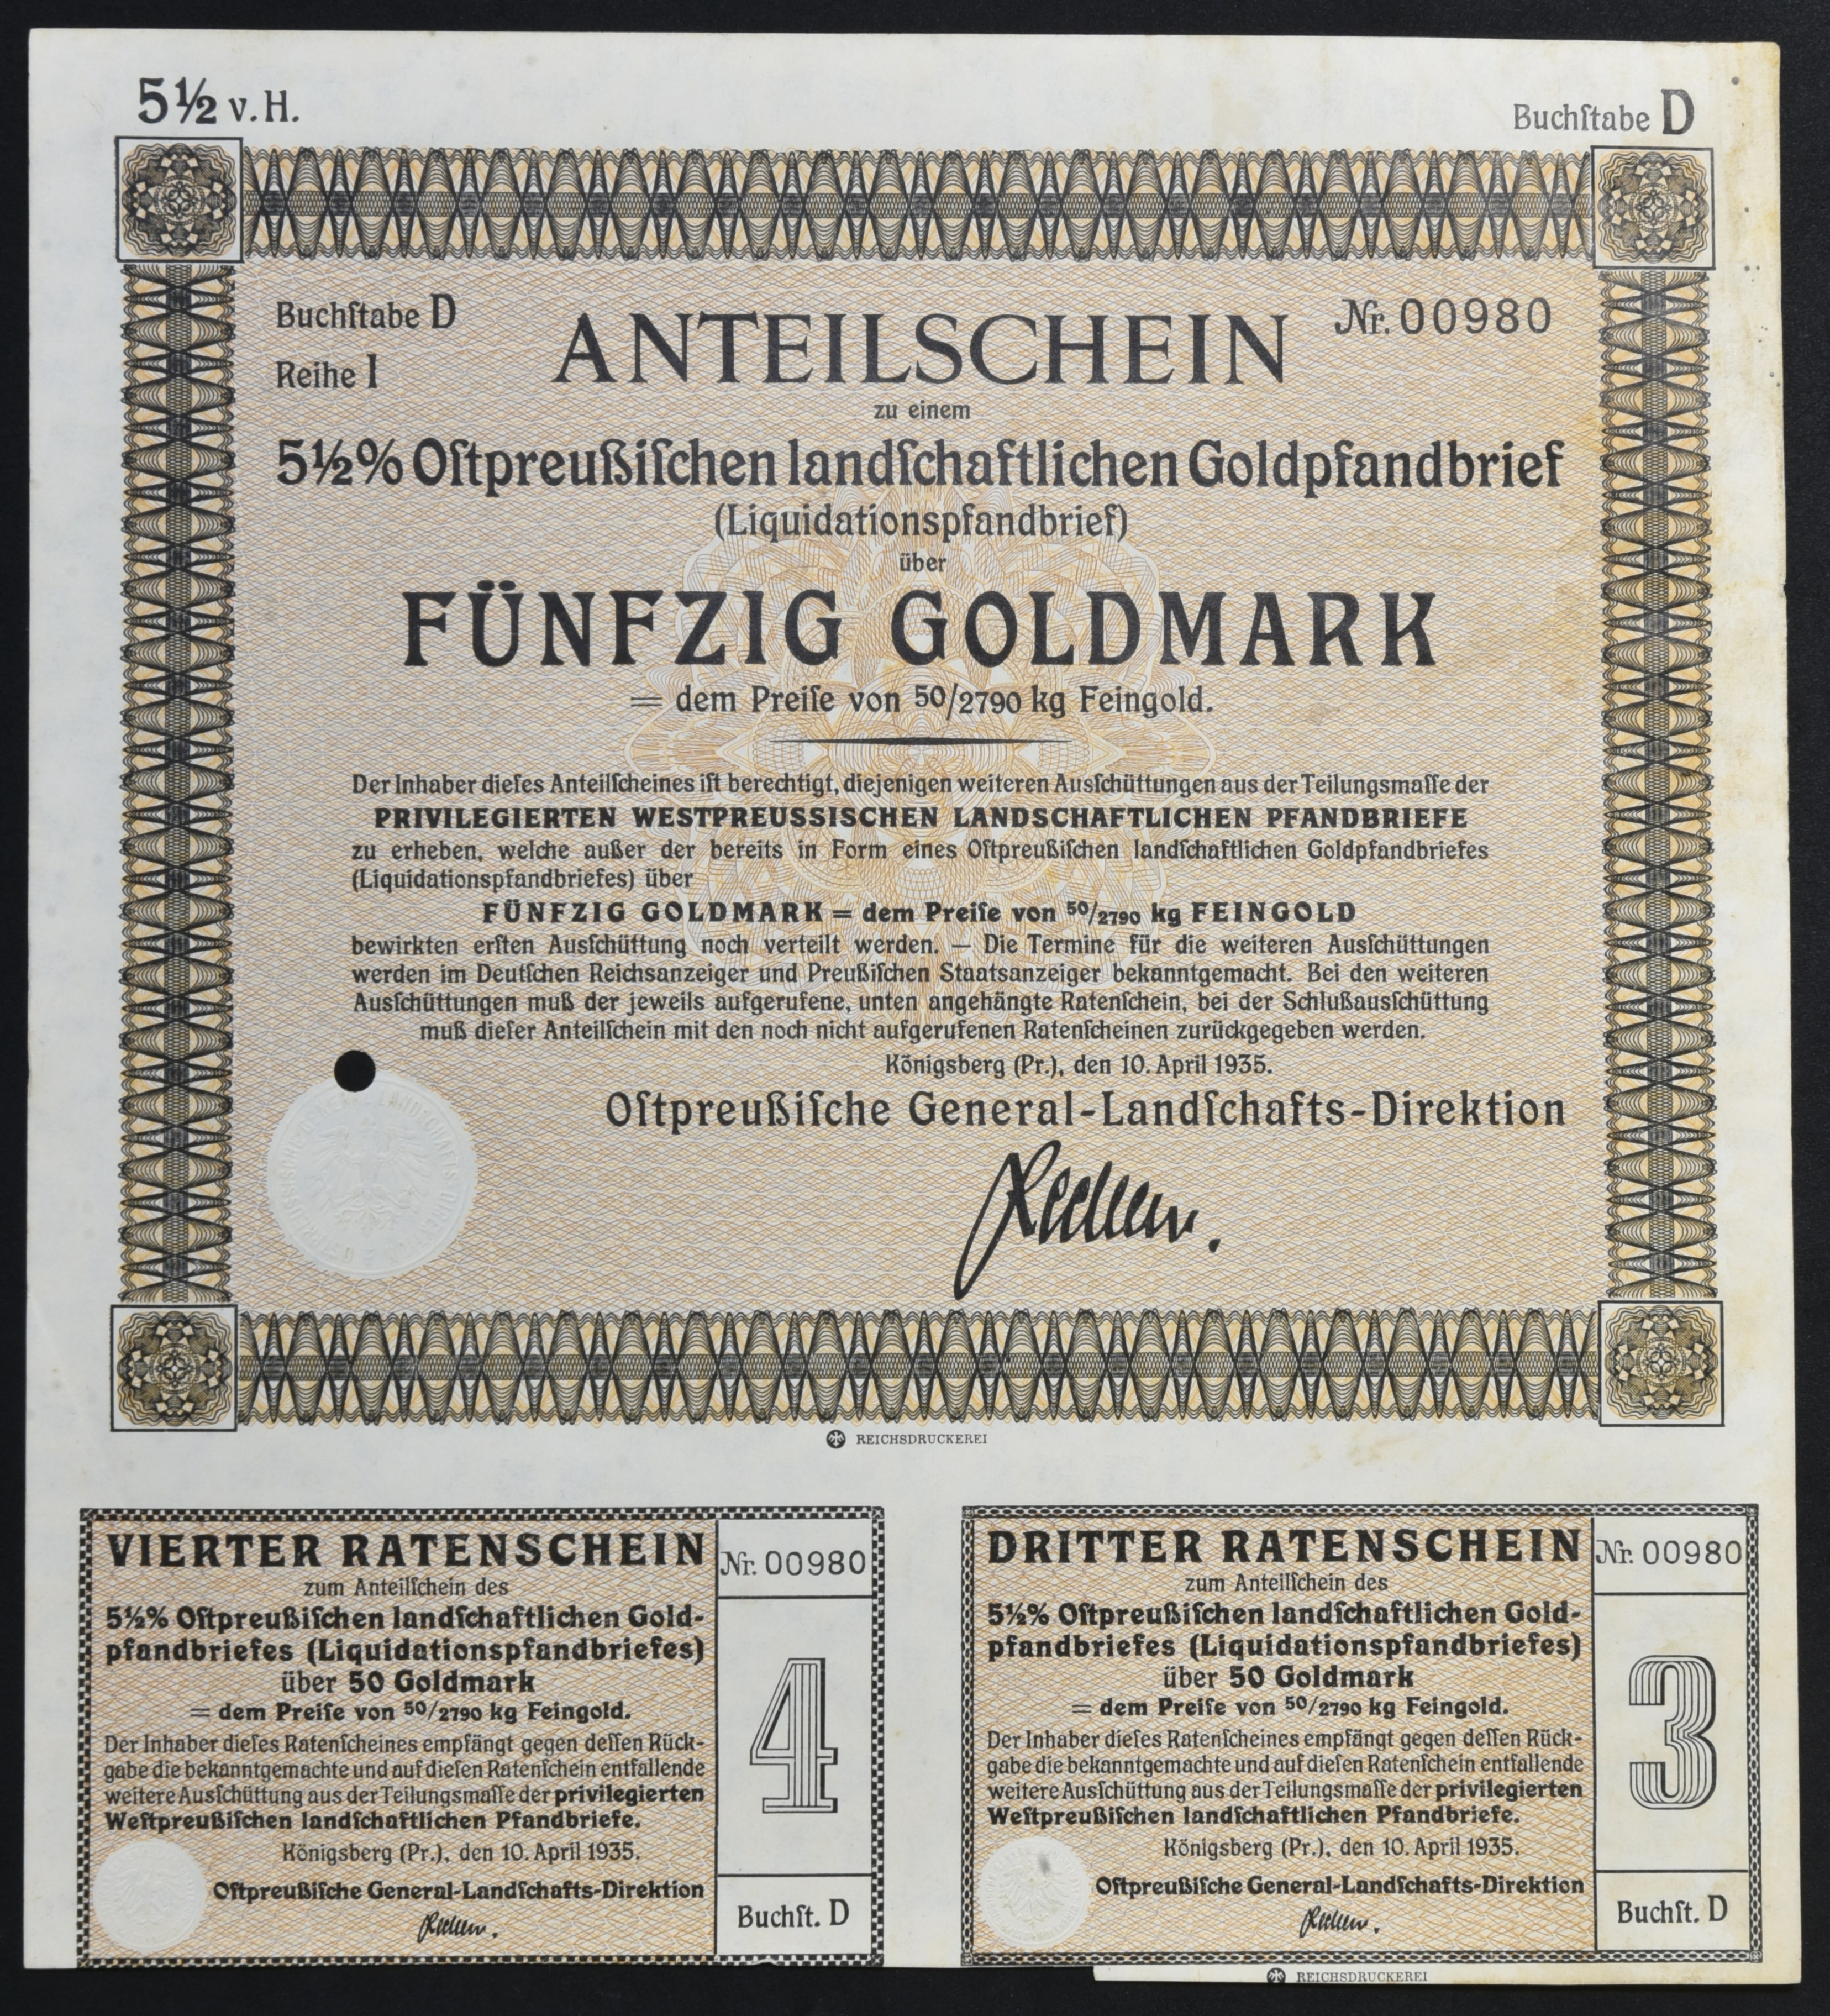 5½ v. H.
Buchſtabe D
Buchſtabe D
Nr. 00980
Reihe I
ANTEILSCHEIN
zu einem
5½% Oſtpreußiſchen landſchaftlichen Goldpfandbrief
(Liquidationspfandbrief)
über
FÜNFZIG GOLDMARK
= dem Preiſe von 50/2790 kg Feingold.
Der Inhaber dieſes Anteilſcheines iſt berechtigt, diejenigen weiteren Ausſchüttungen aus der Teilungsmaſſe der
PRIVILEGIERTEN WESTPREUSSISCHEN LANDSCHAFTLICHEN PFANDBRIEFE
zu erheben, welche außer der bereits in Form eines Oſtpreußiſchen landſchaftlichen Goldpfandbriefes
(Liquidationspfandbriefes) über
FÜNFZIG GOLDMARK = dem Preiſe von 50/2790 kg FEINGOLD
bewirkten erſten Ausſchüttung noch verteilt werden. — Die Termine für die weiteren Ausſchüttungen
werden im Deutſchen Reichsanzeiger und Preußiſchen Staatsanzeiger bekanntgemacht. Bei den weiteren
Ausſchüttungen muß der jeweils aufgerufene, unten angehängte Ratenſchein, bei der Schlußausſchüttung
muß dieſer Anteilſchein mit den noch nicht aufgerufenen Ratenſcheinen zurückgegeben werden.
Königsberg (Pr.), den 10. April 1935.
Oſtpreußiſche General-Landſchafts-Direktion
REICHSDRUCKEREI
VIERTER RATENSCHEIN
Nr. 00980
zum Anteilſchein des
5½% Oſtpreußiſchen landſchaftlichen Gold-
pfandbriefes (Liquidationspfandbriefes)
über 50 Goldmark
= dem Preiſe von 50/2790 kg Feingold.
Der Inhaber dieſes Ratenſcheines empfängt gegen deſſen Rück-
gabe die bekanntgemachte und auf dieſen Ratenſchein entfallende
weitere Ausſchüttung aus der Teilungsmaſſe der privilegierten
Weſtpreußiſchen landſchaftlichen Pfandbriefe.
Königsberg (Pr.), den 10. April 1935.
Oſtpreußiſche General-Landſchafts-Direktion
4
Buchſt. D
DRITTER RATENSCHEIN
Nr. 00980
zum Anteilſchein des
5½% Oſtpreußiſchen landſchaftlichen Gold-
pfandbriefes (Liquidationspfandbriefes)
über 50 Goldmark
= dem Preiſe von 50/2790 kg Feingold.
Der Inhaber dieſes Ratenſcheines empfängt gegen deſſen Rück-
gabe die bekanntgemachte und auf dieſen Ratenſchein entfallende
weitere Ausſchüttung aus der Teilungsmaſſe der privilegierten
Weſtpreußiſchen landſchaftlichen Pfandbriefe.
Königsberg (Pr.), den 10. April 1935.
Oſtpreußiſche General-Landſchafts-Direktion
3
Buchſt. D
REICHSDRUCKEREI